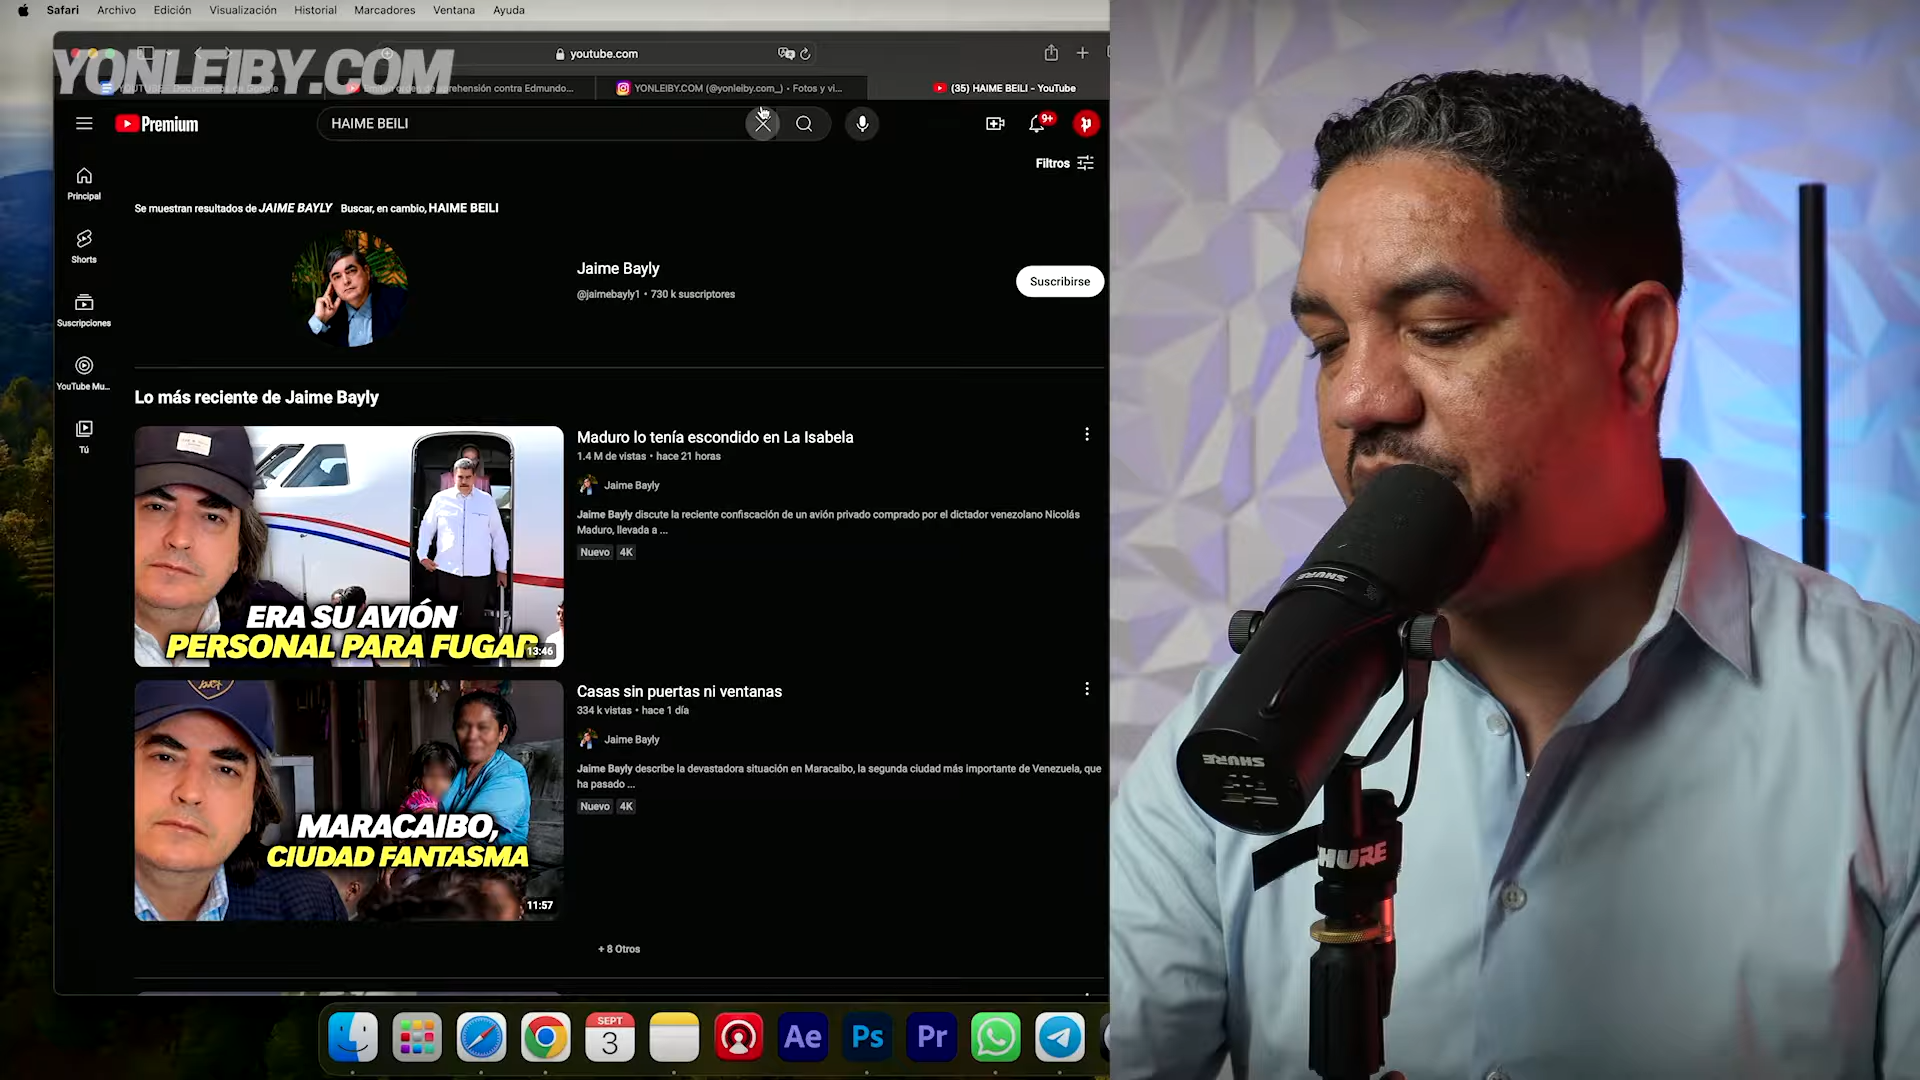 Safari Archivo Edición Visualización Historial Marcadores Ventana Ayuda
YONLEIBY.COM
youtube.com
aprehensión contra Edmundo...
YONLEIBY.COM (@yonleiby.com_) • Fotos y vi...
(35) HAIME BEILI - YouTube
Premium
HAIME BEILI
9+
Filtros
Principal
Shorts
Suscripciones
YouTube Mu...
Tú
Se muestran resultados de JAIME BAYLY Buscar, en cambio, HAIME BEILI
Jaime Bayly
@jaimebayly1 • 730 k suscriptores
Suscribirse
Lo más reciente de Jaime Bayly
ERA SU AVIÓN
PERSONAL PARA FUGAR
13:46
Maduro lo tenía escondido en La Isabela
1.4 M de vistas • hace 21 horas
Jaime Bayly
Jaime Bayly discute la reciente confiscación de un avión privado comprado por el dictador venezolano Nicolás
Maduro, llevada a ...
Nuevo 4K
MARACAIBO,
CIUDAD FANTASMA
11:57
Casas sin puertas ni ventanas
334 k vistas • hace 1 día
Jaime Bayly
Jaime Bayly describe la devastadora situación en Maracaibo, la segunda ciudad más importante de Venezuela, que
ha pasado ...
Nuevo 4K
+ 8 Otros
SEPT
3
Ae
Ps
Pr
SHURE
SHURE
SHURE